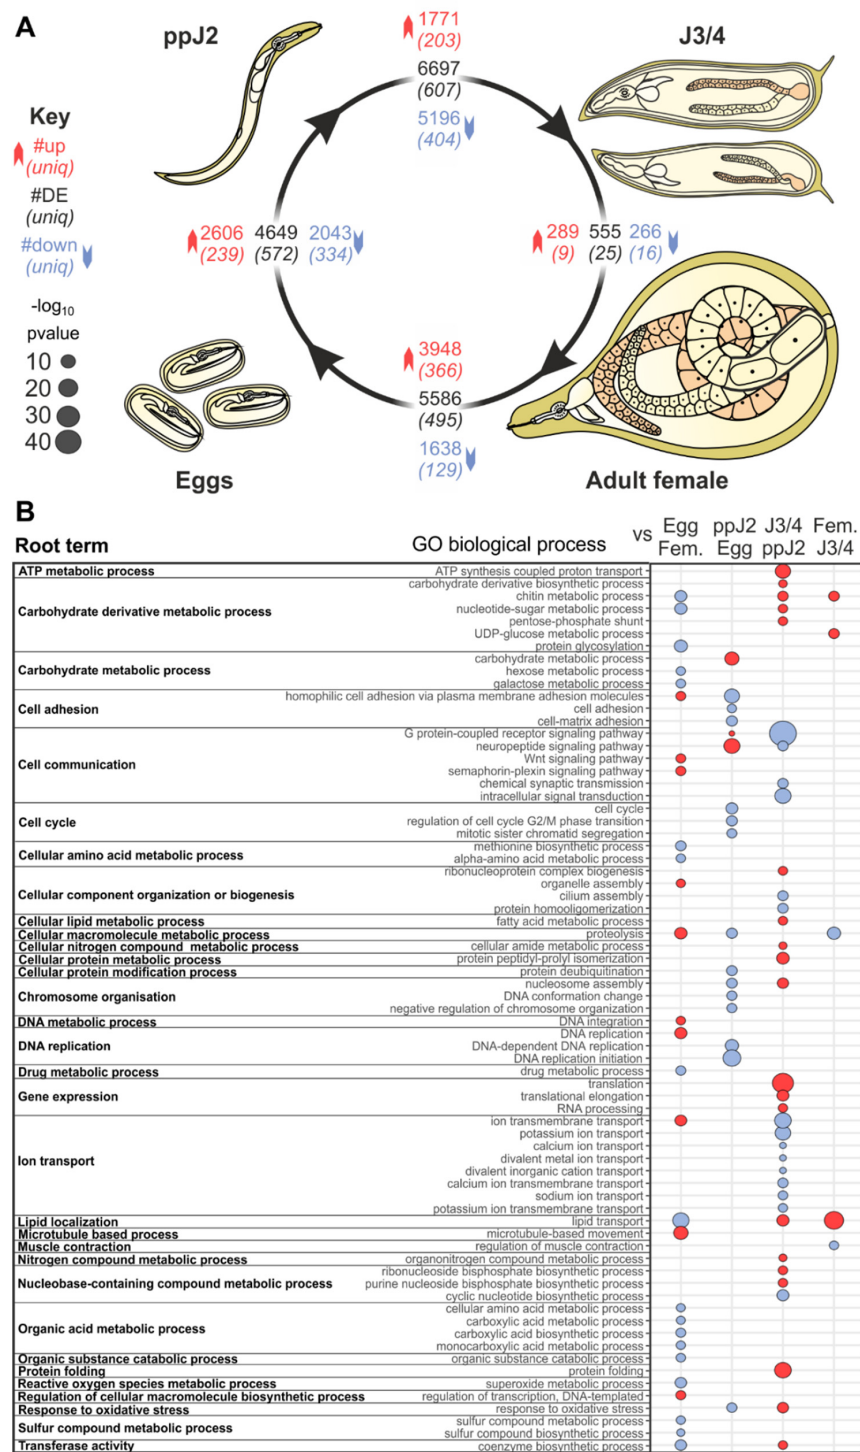 A
ppJ2
1771
(203)
6697
(607)
5196
(404)
J3/4
Key
#up
(uniq)
#DE
(uniq)
#down
(uniq)
2606 4649 2043
(239) (572) (334)
289 555 266
(9) (25) (16)
-log10
pvalue
10
20
30
40
3948
(366)
5586
(495)
1638
(129)
Eggs
Adult female
B
Root term GO biological process vs Egg Fem. ppJ2 Egg J3/4 ppJ2 Fem. J3/4
ATP metabolic process ATP synthesis coupled proton transport
Carbohydrate derivative metabolic process carbohydrate derivative biosynthetic process
chitin metabolic process
nucleotide-sugar metabolic process
pentose-phosphate shunt
UDP-glucose metabolic process
protein glycosylation
Carbohydrate metabolic process carbohydrate metabolic process
hexose metabolic process
galactose metabolic process
Cell adhesion homophilic cell adhesion via plasma membrane adhesion molecules
cell adhesion
cell-matrix adhesion
Cell communication G protein-coupled receptor signaling pathway
neuropeptide signaling pathway
Wnt signaling pathway
semaphorin-plexin signaling pathway
chemical synaptic transmission
intracellular signal transduction
Cell cycle cell cycle
regulation of cell cycle G2/M phase transition
mitotic sister chromatid segregation
Cellular amino acid metabolic process methionine biosynthetic process
alpha-amino acid metabolic process
Cellular component organization or biogenesis ribonucleoprotein complex biogenesis
organelle assembly
cilium assembly
protein homooligomerization
Cellular lipid metabolic process fatty acid metabolic process
Cellular macromolecule metabolic process proteolysis
Cellular nitrogen compound metabolic process cellular amide metabolic process
Cellular protein metabolic process protein peptidyl-prolyl isomerization
Cellular protein modification process protein deubiquitination
Chromosome organisation nucleosome assembly
DNA conformation change
negative regulation of chromosome organization
DNA metabolic process DNA integration
DNA replication DNA replication
DNA-dependent DNA replication
DNA replication initiation
Drug metabolic process drug metabolic process
Gene expression translation
translational elongation
RNA processing
Ion transport ion transmembrane transport
potassium ion transport
calcium ion transport
divalent metal ion transport
divalent inorganic cation transport
calcium ion transmembrane transport
sodium ion transport
potassium ion transmembrane transport
Lipid localization lipid transport
Microtubule based process microtubule-based movement
Muscle contraction regulation of muscle contraction
Nitrogen compound metabolic process organonitrogen compound metabolic process
Nucleobase-containing compound metabolic process ribonucleoside bisphosphate biosynthetic process
purine nucleoside bisphosphate biosynthetic process
cyclic nucleotide biosynthetic process
Organic acid metabolic process cellular amino acid metabolic process
carboxylic acid metabolic process
carboxylic acid biosynthetic process
monocarboxylic acid metabolic process
Organic substance catabolic process organic substance catabolic process
Protein folding protein folding
Reactive oxygen species metabolic process superoxide metabolic process
Regulation of cellular macromolecule biosynthetic process regulation of transcription, DNA-templated
Response to oxidative stress response to oxidative stress
Sulfur compound metabolic process sulfur compound metabolic process
sulfur compound biosynthetic process
Transferase activity coenzyme biosynthetic process